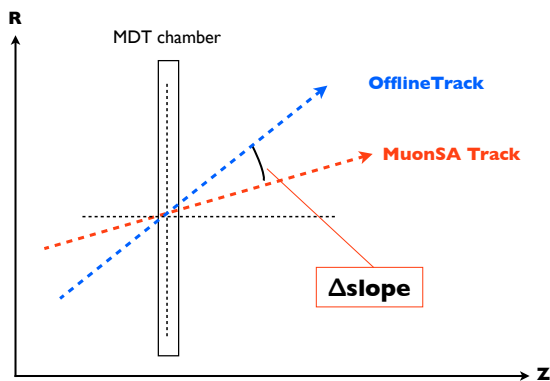 R
MDT chamber
OfflineTrack
MuonSA Track
Δslope
Z